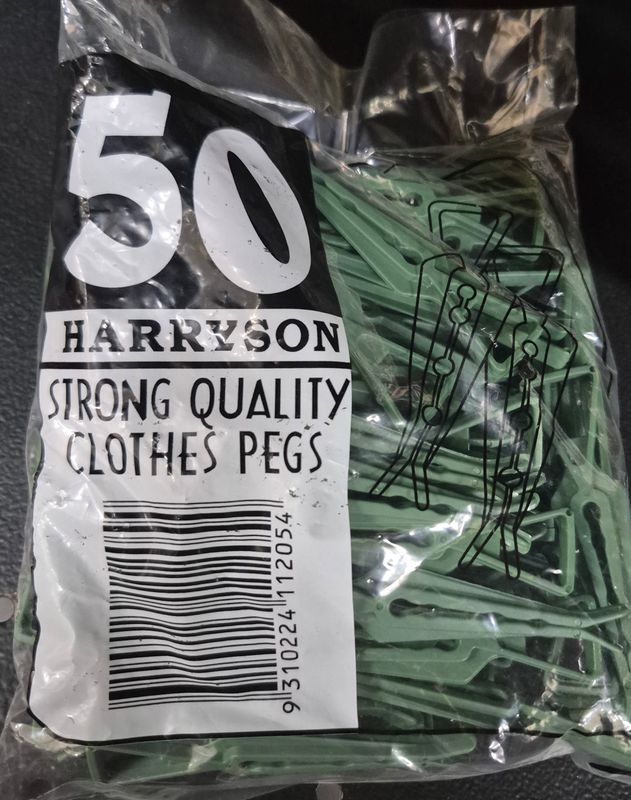 50
HARRYSON
STRONG QUALITY
CLOTHES PEGS
9 310224 112054